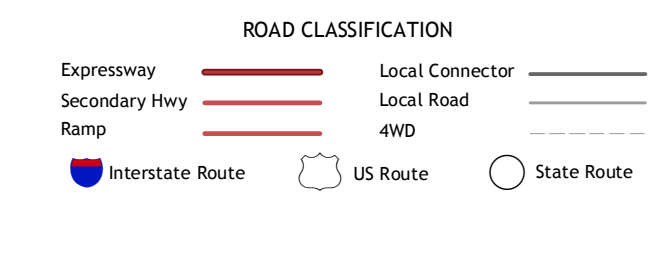 ROAD CLASSIFICATION
Expressway
Local Connector
Secondary Hwy
Local Road
Ramp
4WD
Interstate Route
US Route
State Route